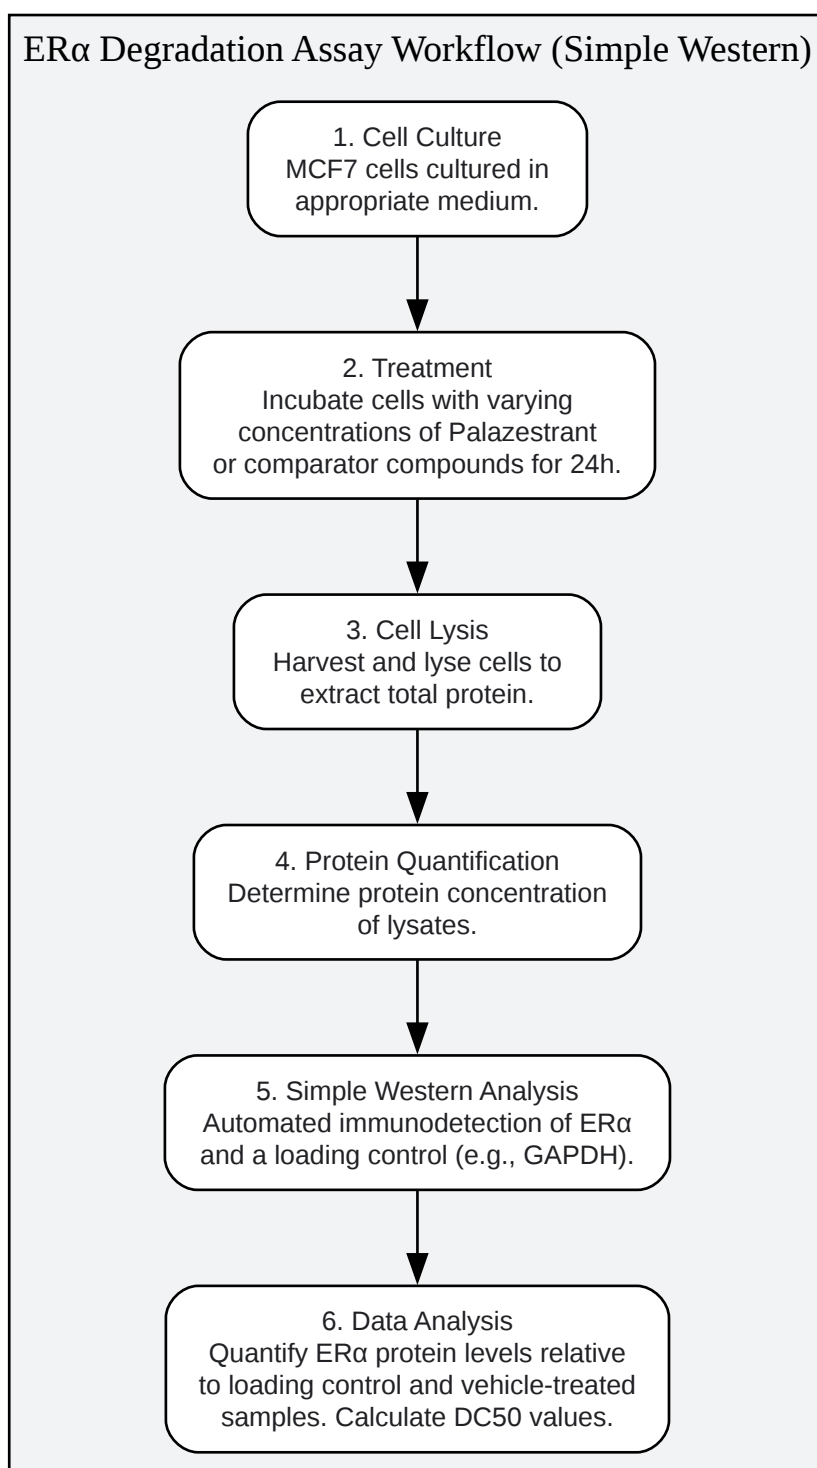 ERα Degradation Assay Workflow (Simple Western)
1. Cell Culture
MCF7 cells cultured in
appropriate medium.
2. Treatment
Incubate cells with varying
concentrations of Palazestrant
or comparator compounds for 24h.
3. Cell Lysis
Harvest and lyse cells to
extract total protein.
4. Protein Quantification
Determine protein concentration
of lysates.
5. Simple Western Analysis
Automated immunodetection of ERα
and a loading control (e.g., GAPDH).
6. Data Analysis
Quantify ERα protein levels relative
to loading control and vehicle-treated
samples. Calculate DC50 values.